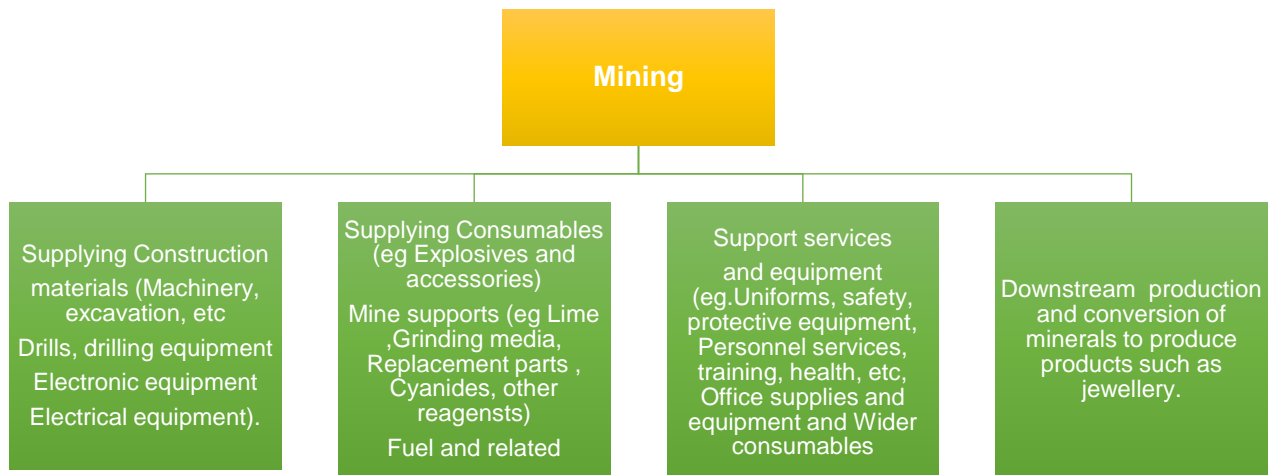 Mining
Supplying Construction
materials (Machinery,
excavation, etc
Drills, drilling equipment
Electronic equipment
Electrical equipment).
Supplying Consumables
(eg Explosives and
accessories)
Mine supports (eg Lime
,Grinding media,
Replacement parts ,
Cyanides, other
reagensts)
Fuel and related
Support services
and equipment
(eg.Uniforms, safety,
protective equipment,
Personnel services,
training, health, etc,
Office supplies and
equipment and Wider
consumables
Downstream production
and conversion of
minerals to produce
products such as
jewellery.